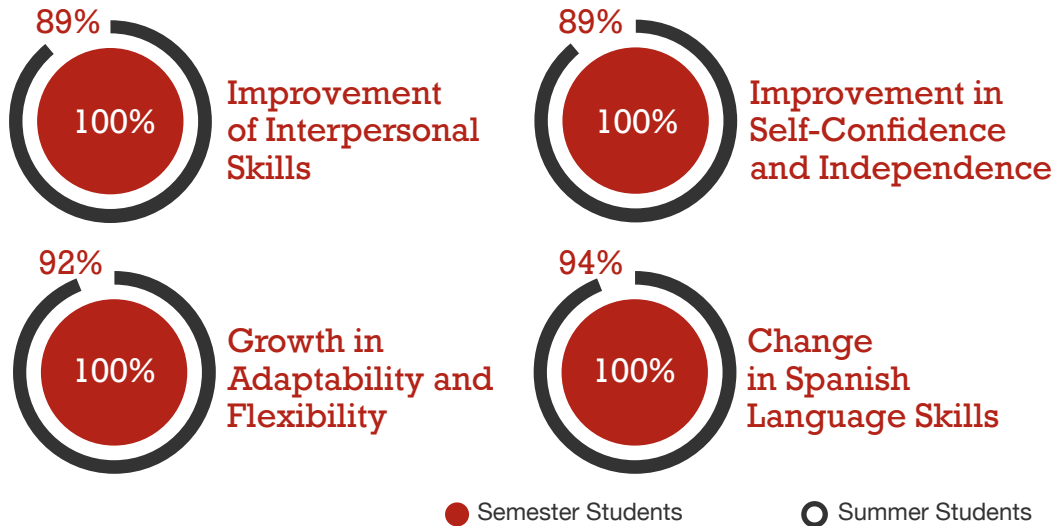 89%
100%
Improvement
of Interpersonal
Skills
89%
100%
Improvement in
Self-Confidence
and Independence
92%
100%
Growth in
Adaptability and
Flexibility
94%
100%
Change
in Spanish
Language Skills
Semester Students
Summer Students